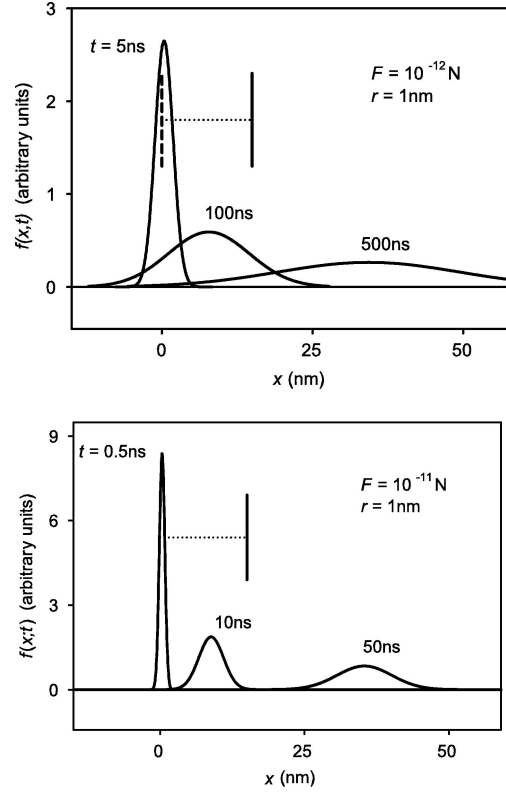 3
t = 5ns
F = 10 -12 N
r = 1nm
2
f(x,t) (arbitrary units)
1
100ns
500ns
0
0 25 50
x (nm)
9
t = 0.5ns
F = 10 -11 N
r = 1nm
6
f(x;t) (arbitrary units)
3
10ns
50ns
0
0 25 50
x (nm)